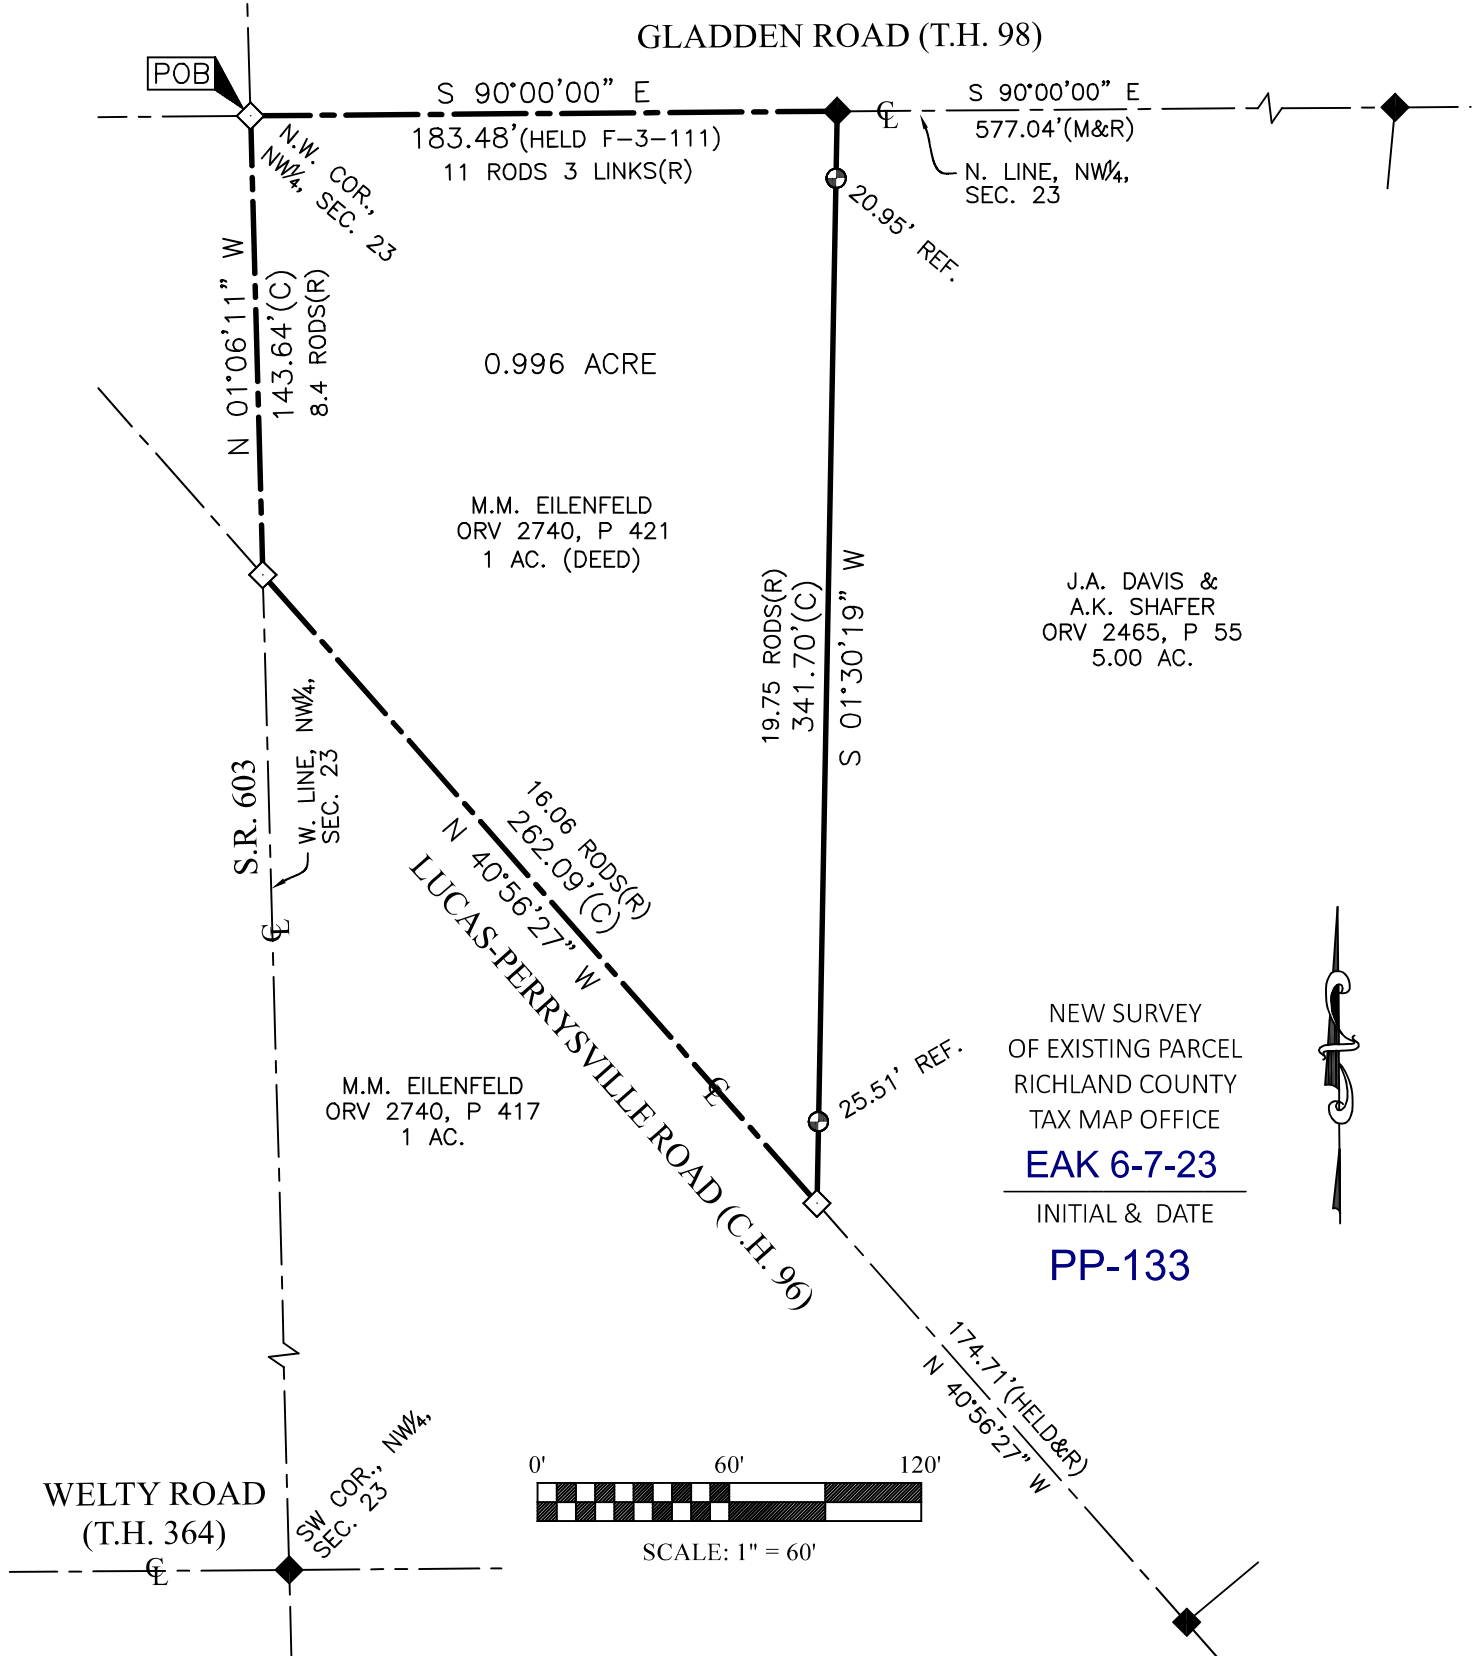 GLADDEN ROAD (T.H. 98)
POB
S 90°00'00" E
183.48'(HELD F-3-111)
11 RODS 3 LINKS(R)
S 90°00'00" E
577.04'(M&R)
℄
N. LINE, NW¼,
SEC. 23
N.W. COR.,
NW¼, SEC. 23
20.95' REF.
N 01°06'11" W
143.64'(C)
8.4 RODS(R)
0.996 ACRE
M.M. EILENFELD
ORV 2740, P 421
1 AC. (DEED)
19.75 RODS(R)
341.70'(C)
S 01°30'19" W
J.A. DAVIS &
A.K. SHAFER
ORV 2465, P 55
5.00 AC.
S.R. 603
W. LINE, NW¼,
SEC. 23
℄
16.06 RODS(R)
262.09'(C)
N 40°56'27" W
LUCAS-PERRYSVILLE ROAD (C.H. 96)
℄
25.51' REF.
M.M. EILENFELD
ORV 2740, P 417
1 AC.
NEW SURVEY
OF EXISTING PARCEL
RICHLAND COUNTY
TAX MAP OFFICE
EAK 6-7-23
INITIAL & DATE
PP-133
174.71'(HELD&R)
N 40°56'27" W
WELTY ROAD
(T.H. 364)
℄
SW COR., NW¼,
SEC. 23
0' 60' 120'
SCALE: 1" = 60'